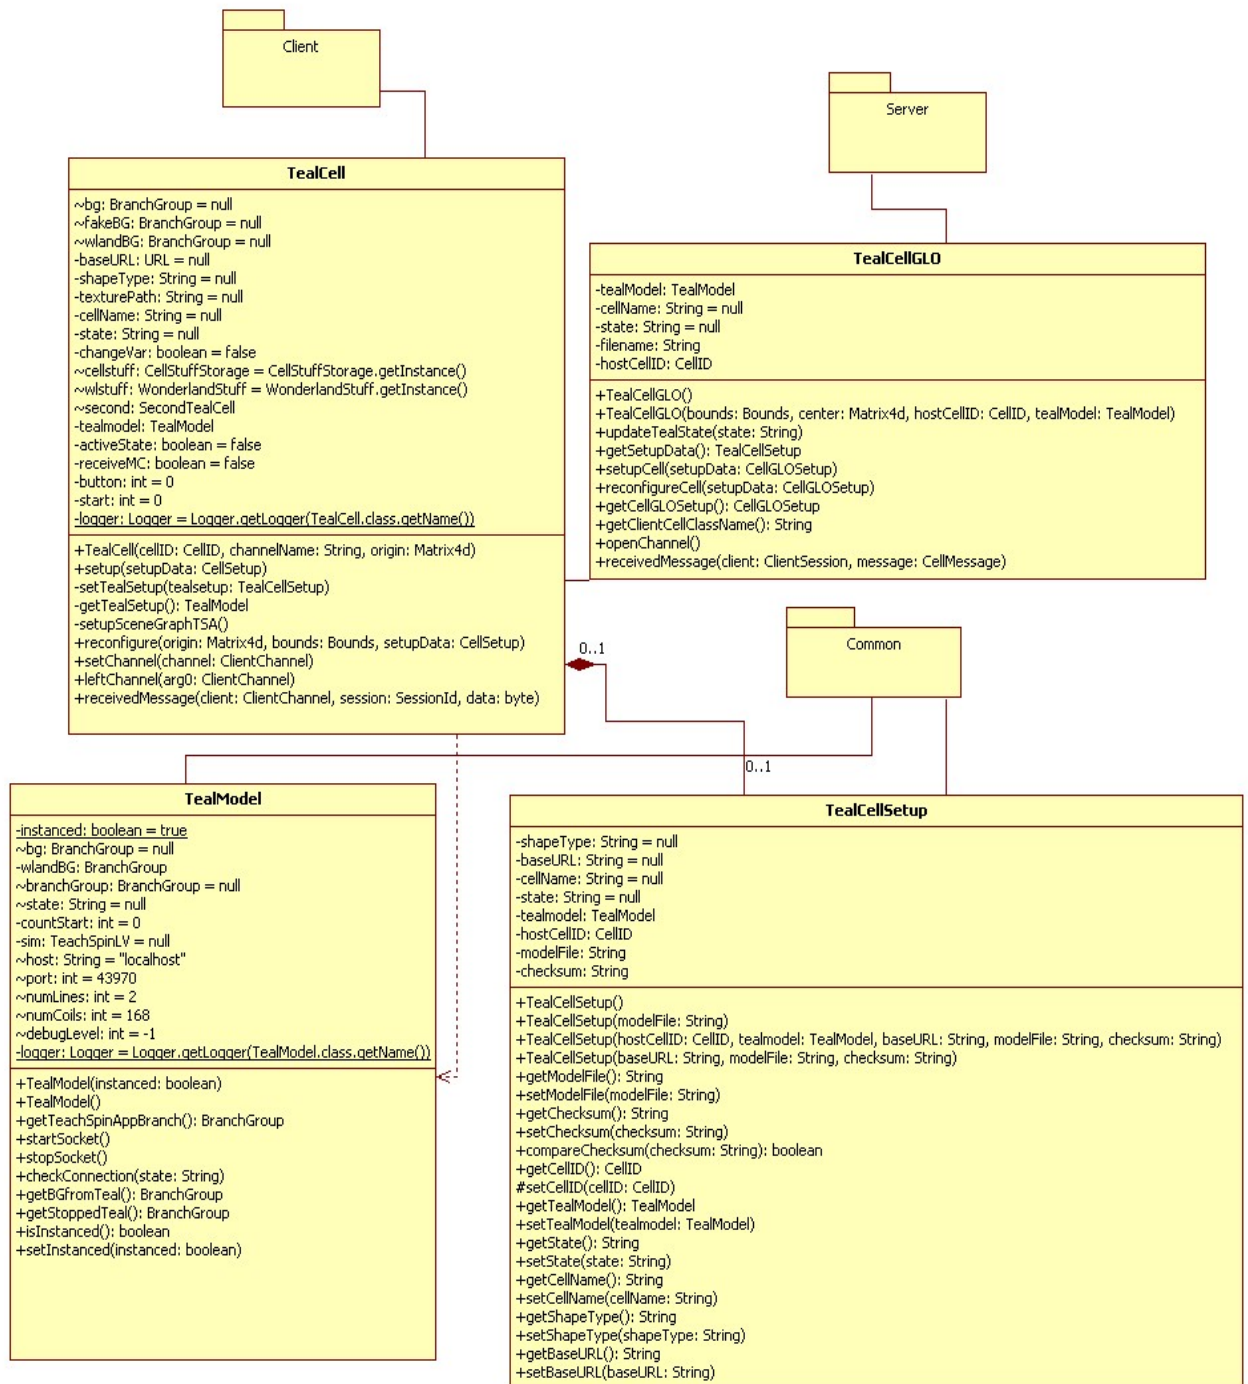 Client
Server
TealCell
~bg: BranchGroup = null
~fakeBG: BranchGroup = null
~wlandBG: BranchGroup = null
-baseURL: URL = null
-shapeType: String = null
-texturePath: String = null
-cellName: String = null
-state: String = null
-changeVar: boolean = false
~cellstuff: CellStuffStorage = CellStuffStorage.getInstance()
~wlstuff: WonderlandStuff = WonderlandStuff.getInstance()
~second: SecondTealCell
-tealmodel: TealModel
-activeState: boolean = false
-receiveMC: boolean = false
-button: int = 0
-start: int = 0
-logger: Logger = Logger.getLogger(TealCell.class.getName())
+TealCell(cellID: CellID, channelName: String, origin: Matrix4d)
+setup(setupData: CellSetup)
-setTealSetup(tealsetup: TealCellSetup)
-getTealSetup(): TealModel
-setupSceneGraphTSA()
+reconfigure(origin: Matrix4d, bounds: Bounds, setupData: CellSetup)
+setChannel(channel: ClientChannel)
+leftChannel(arg0: ClientChannel)
+receivedMessage(client: ClientChannel, session: SessionId, data: byte)
TealCellGLO
-tealModel: TealModel
-cellName: String = null
-state: String = null
-filename: String
-hostCellID: CellID
+TealCellGLO()
+TealCellGLO(bounds: Bounds, center: Matrix4d, hostCellID: CellID, tealModel: TealModel)
+updateTealState(state: String)
+getSetupData(): TealCellSetup
+setupCell(setupData: CellGLOSetup)
+reconfigureCell(setupData: CellGLOSetup)
+getCellGLOSetup(): CellGLOSetup
+getClientCellClassName(): String
+openChannel()
+receivedMessage(client: ClientSession, message: CellMessage)
0..1
Common
0..1
TealModel
-instanced: boolean = true
~bg: BranchGroup = null
-wlandBG: BranchGroup
~branchGroup: BranchGroup = null
~state: String = null
-countStart: int = 0
-sim: TeachSpinLV = null
~host: String = "localhost"
~port: int = 43970
~numLines: int = 2
~numCoils: int = 168
~debugLevel: int = -1
-logger: Logger = Logger.getLogger(TealModel.class.getName())
+TealModel(instanced: boolean)
+TealModel()
+getTeachSpinAppBranch(): BranchGroup
+startSocket()
+stopSocket()
+checkConnection(state: String)
+getBGfromTeal(): BranchGroup
+getStoppedTeal(): BranchGroup
+isInstanced(): boolean
+setInstanced(instanced: boolean)
TealCellSetup
-shapeType: String = null
-baseURL: String = null
-cellName: String = null
-state: String = null
-tealmodel: TealModel
-hostCellID: CellID
-modelFile: String
-checksum: String
+TealCellSetup()
+TealCellSetup(modelFile: String)
+TealCellSetup(hostCellID: CellID, tealmodel: TealModel, baseURL: String, modelFile: String, checksum: String)
+TealCellSetup(baseURL: String, modelFile: String, checksum: String)
+getModelFile(): String
+setModelFile(modelFile: String)
+getChecksum(): String
+setChecksum(checksum: String)
+compareChecksum(checksum: String): boolean
+getCellID(): CellID
#setCellID(cellID: CellID)
+getTealModel(): TealModel
+setTealModel(tealmodel: TealModel)
+getState(): String
+setState(state: String)
+getCellName(): String
+setCellName(cellName: String)
+getShapeType(): String
+setShapeType(shapeType: String)
+getBaseURL(): String
+setBaseURL(baseURL: String)